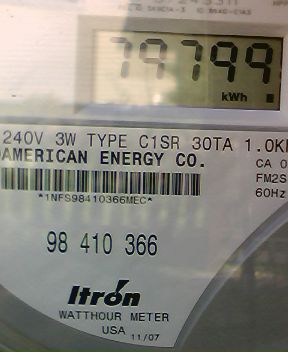 79799
kWh
240V 3W TYPE C1SR 30TA 1.0K
AMERICAN ENERGY CO.
CA 0
*1NFS98410366MEC*
FM2S
60Hz
98 410 366
Itron
WATTHOUR METER
USA 11/07